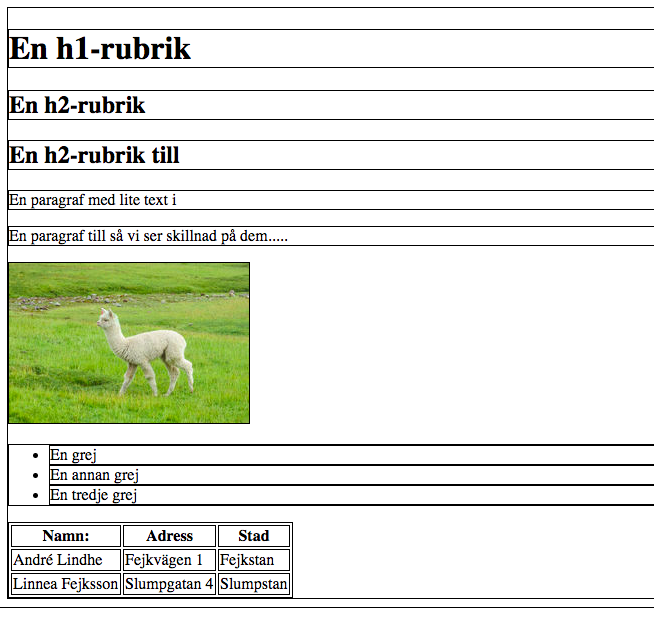 En h1-rubrik
En h2-rubrik
En h2-rubrik till
En paragraf med lite text i
En paragraf till så vi ser skillnad på dem.....
En grej
En annan grej
En tredje grej
Namn: Adress Stad
André Lindhe Fejkvägen 1 Fejkstan
Linnea Fejksson Slumpgatan 4 Slumpstan